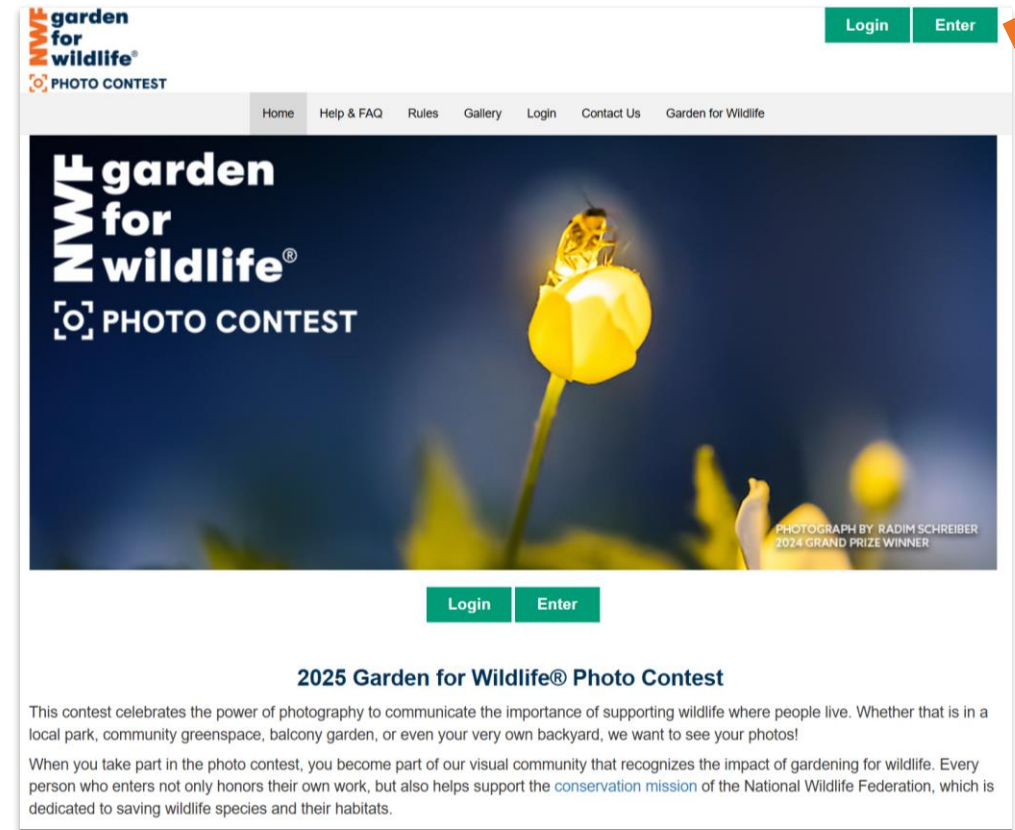 NWF garden
for
wildlife®
PHOTO CONTEST
Login Enter
Home Help & FAQ Rules Gallery Login Contact Us Garden for Wildlife
NWF garden
for
wildlife®
PHOTO CONTEST
PHOTOGRAPH BY RADIM SCHREIBER
2024 GRAND PRIZE WINNER
Login Enter
2025 Garden for Wildlife® Photo Contest
This contest celebrates the power of photography to communicate the importance of supporting wildlife where people live. Whether that is in a
local park, community greenspace, balcony garden, or even your very own backyard, we want to see your photos!
When you take part in the photo contest, you become part of our visual community that recognizes the impact of gardening for wildlife. Every
person who enters not only honors their own work, but also helps support the conservation mission of the National Wildlife Federation, which is
dedicated to saving wildlife species and their habitats.